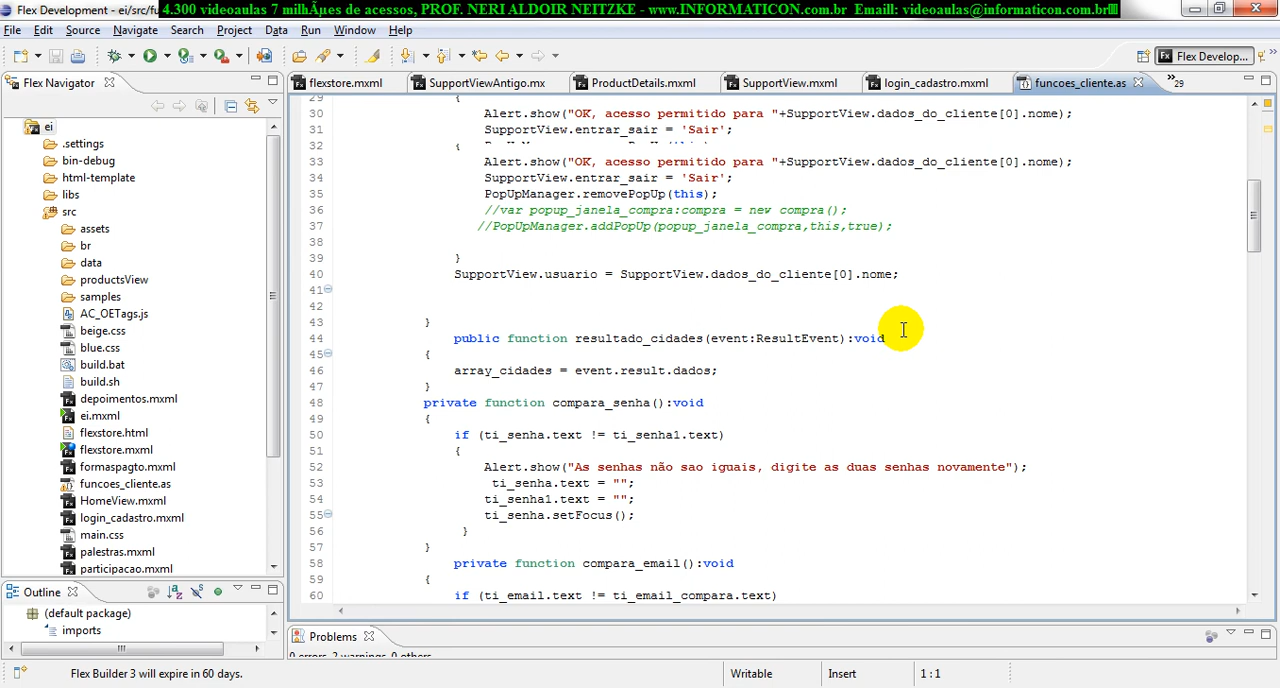 Flex Development - ei/src/fu
4.300 videoaulas 7 milhÃµes de acessos, PROF. NERI ALDOIR NEITZKE - www.INFORMATICON.com.br Emaill: videoaulas@informaticon.com.br
File Edit Source Navigate Search Project Data Run Window Help
Flex Develop...
Flex Navigator
flexstore.mxml SupportViewAntigo.mx ProductDetails.mxml SupportView.mxml login_cadastro.mxml funcoes_cliente.as 29
ei
.settings
bin-debug
html-template
libs
src
assets
br
data
productsView
samples
AC_OETags.js
beige.css
blue.css
build.bat
build.sh
depoimentos.mxml
ei.mxml
flexstore.html
flexstore.mxml
formaspagto.mxml
funcoes_cliente.as
HomeView.mxml
login_cadastro.mxml
main.css
palestras.mxml
participacao.mxml
Outline
(default package)
imports
29 {
30 Alert.show("OK, acesso permitido para "+SupportView.dados_do_cliente[0].nome);
31 SupportView.entrar_sair = 'Sair';
32 {
33 Alert.show("OK, acesso permitido para "+SupportView.dados_do_cliente[0].nome);
34 SupportView.entrar_sair = 'Sair';
35 PopUpManager.removePopUp(this);
36 //var popup_janela_compra:compra = new compra();
37 //PopUpManager.addPopUp(popup_janela_compra,this,true);
38
39 }
40 SupportView.usuario = SupportView.dados_do_cliente[0].nome;
41
42
43 }
44 public function resultado_cidades(event:ResultEvent):void
45 {
46 array_cidades = event.result.dados;
47 }
48 private function compara_senha():void
49 {
50 if (ti_senha.text != ti_senha1.text)
51 {
52 Alert.show("As senhas não sao iguais, digite as duas senhas novamente");
53 ti_senha.text = "";
54 ti_senha1.text = "";
55 ti_senha.setFocus();
56 }
57 }
58 private function compara_email():void
59 {
60 if (ti_email.text != ti_email_compara.text)
Problems
0 errors, 2 warnings, 0 others
Flex Builder 3 will expire in 60 days.
Writable Insert 1 : 1